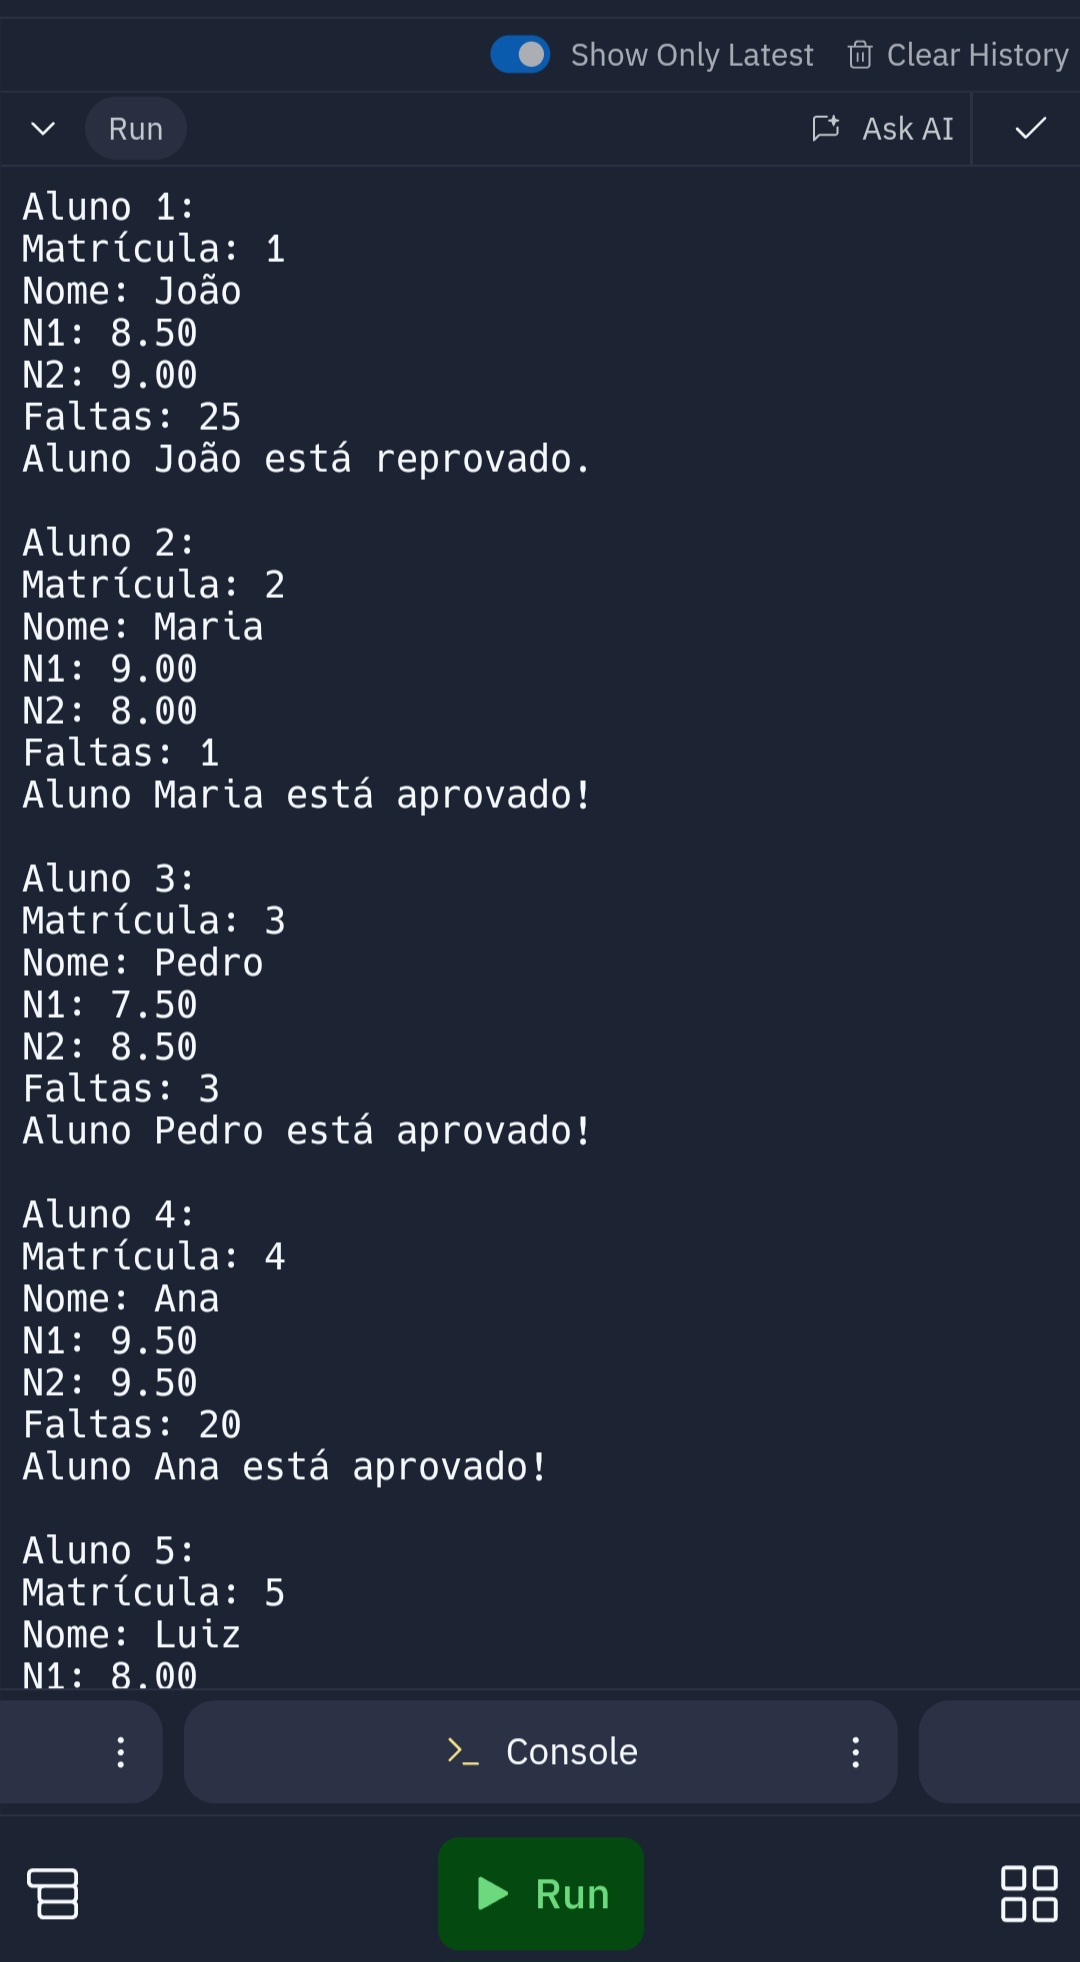 Show Only Latest Clear History
Run Ask AI
Aluno 1:
Matrícula: 1
Nome: João
N1: 8.50
N2: 9.00
Faltas: 25
Aluno João está reprovado.
Aluno 2:
Matrícula: 2
Nome: Maria
N1: 9.00
N2: 8.00
Faltas: 1
Aluno Maria está aprovado!
Aluno 3:
Matrícula: 3
Nome: Pedro
N1: 7.50
N2: 8.50
Faltas: 3
Aluno Pedro está aprovado!
Aluno 4:
Matrícula: 4
Nome: Ana
N1: 9.50
N2: 9.50
Faltas: 20
Aluno Ana está aprovado!
Aluno 5:
Matrícula: 5
Nome: Luiz
N1: 8.00
>_ Console
Run